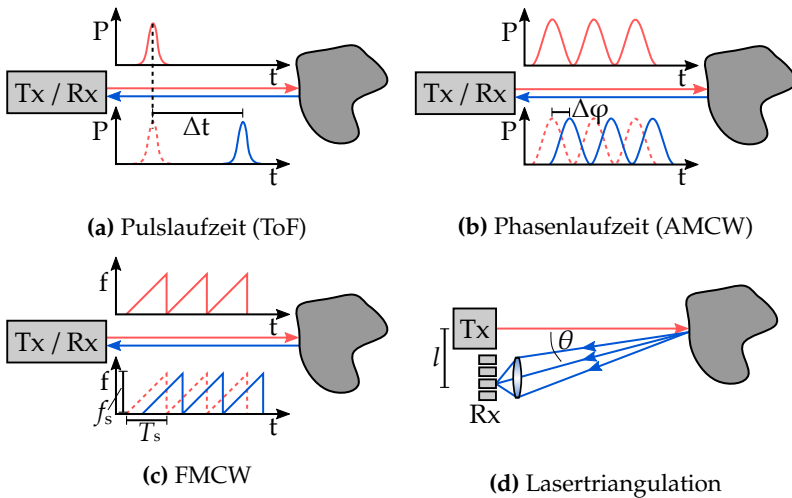 P
t
Tx / Rx
P
Δt
t
(a) Pulslaufzeit (ToF)
P
t
Tx / Rx
P
Δφ
t
(b) Phasenlaufzeit (AMCW)
f
t
Tx / Rx
f
fs
Ts
t
(c) FMCW
Tx
l
θ
Rx
(d) Lasertriangulation